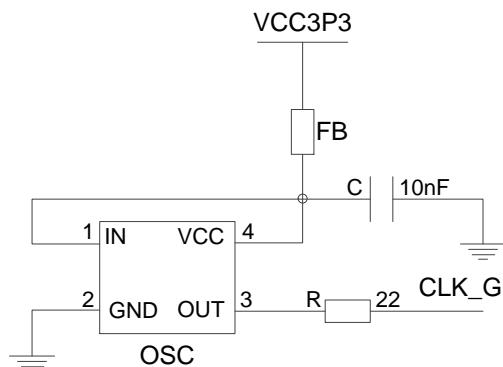 VCC3P3
FB
C 10nF
1 IN VCC 4
2 GND OUT 3 R 22 CLK_G
OSC